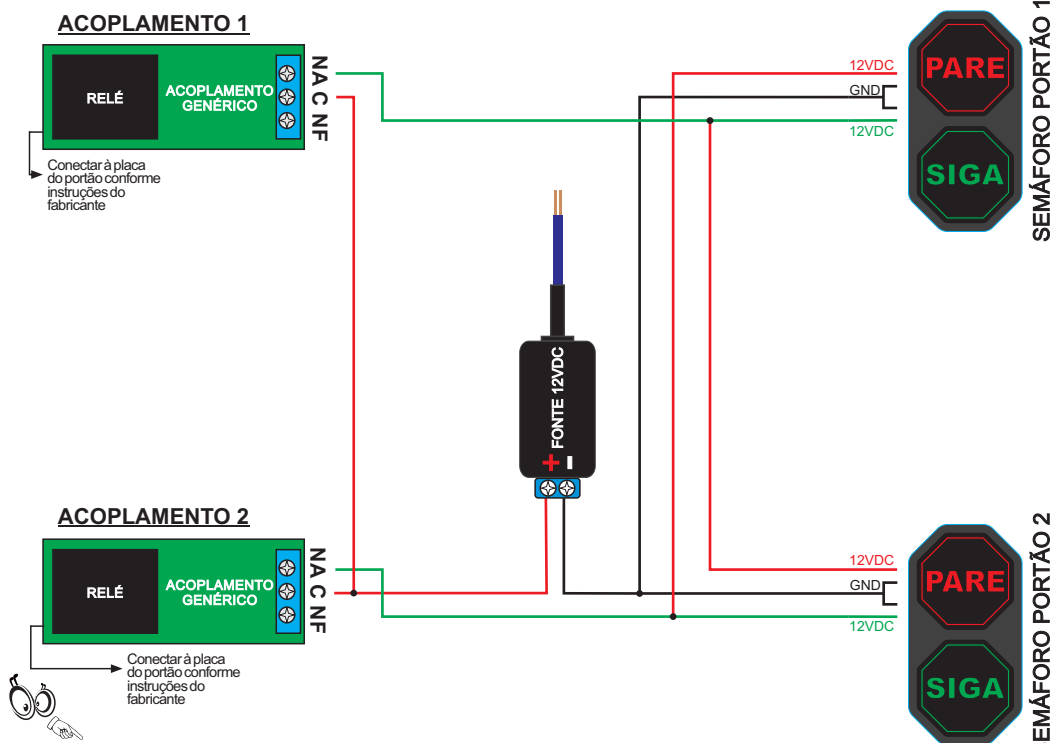 ACOPLAMENTO 1
RELÉ
ACOPLAMENTO
GENÉRICO
NA C NF
Conectar à placa
do portão conforme
instruções do
fabricante
12VDC
GND
12VDC
PARE
SIGA
SEMÁFORO PORTÃO 1
FONTE 12VDC
+ -
ACOPLAMENTO 2
RELÉ
ACOPLAMENTO
GENÉRICO
NA C NF
Conectar à placa
do portão conforme
instruções do
fabricante
12VDC
GND
12VDC
PARE
SIGA
EMÁFORO PORTÃO 2